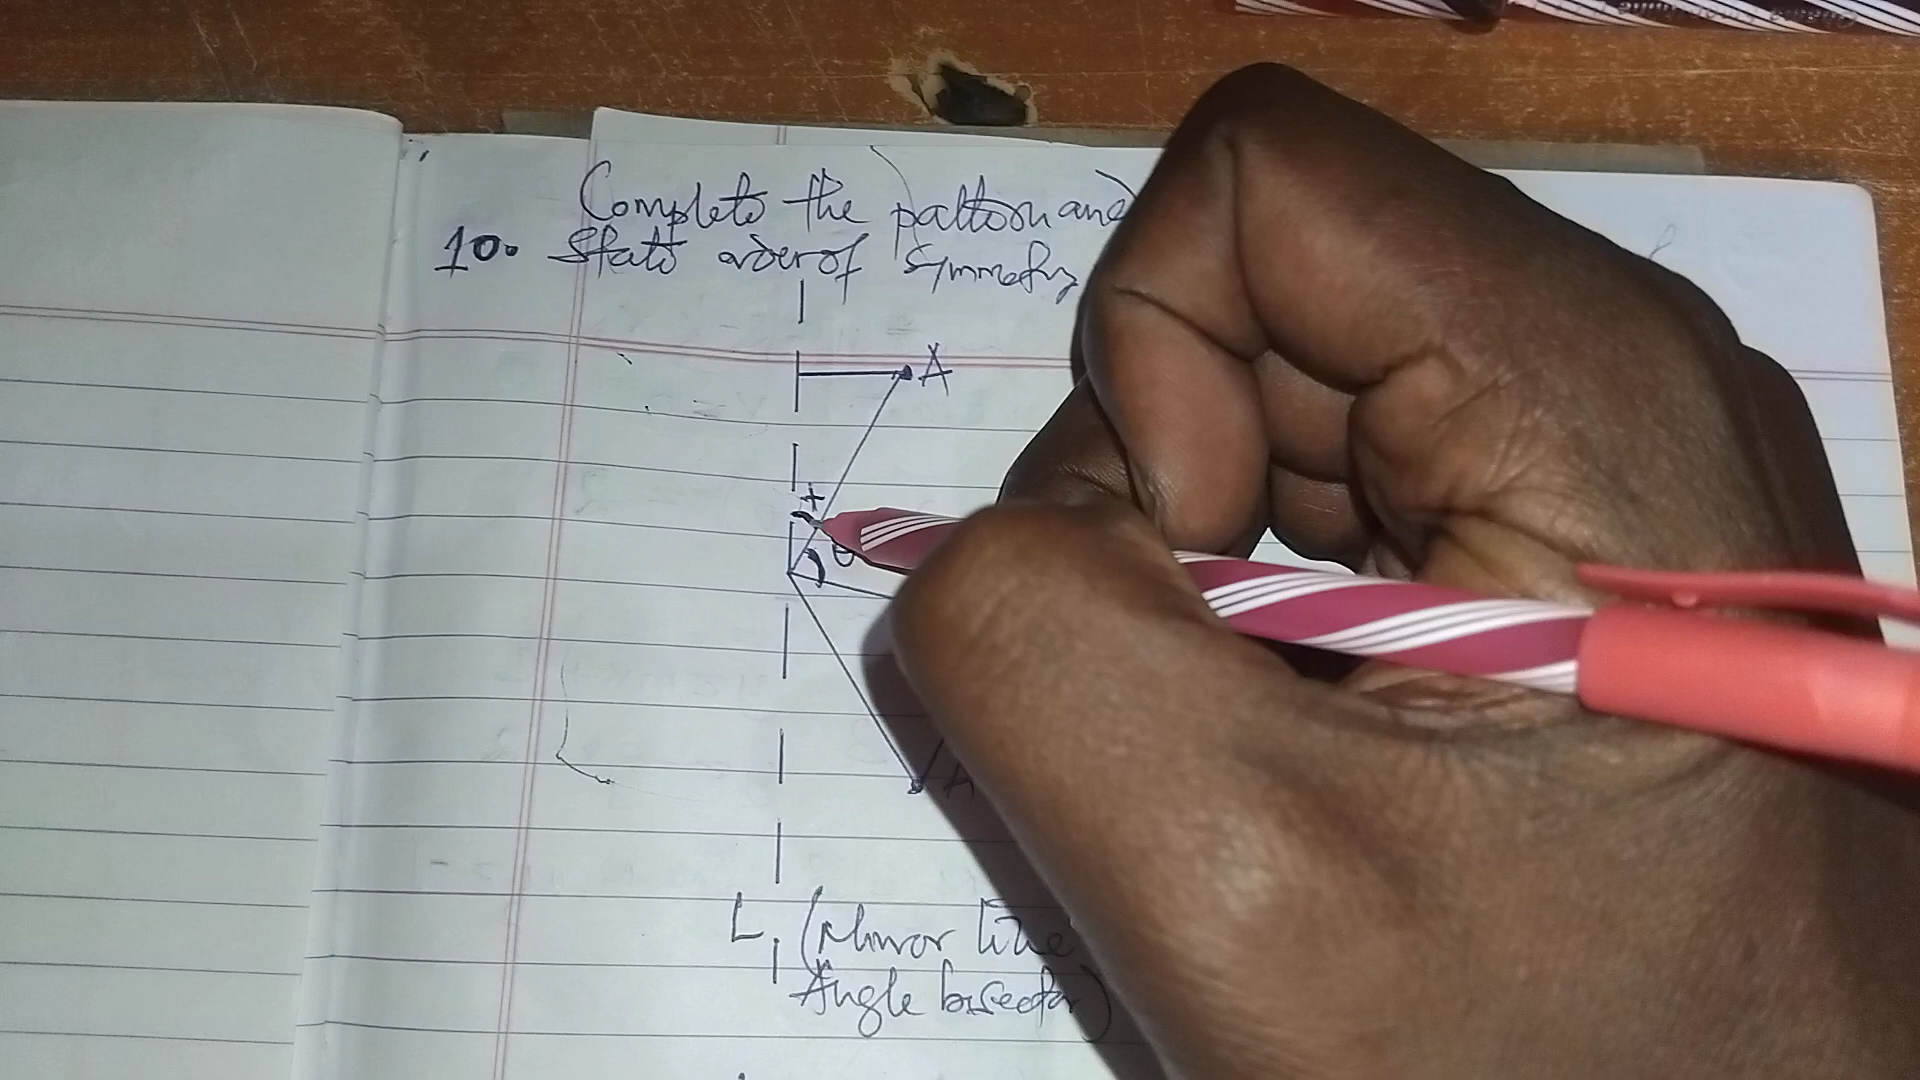 Complete the pattern and
10. State order of symmetry
A
+
θ
A
L, (Mirror line
Angle bisector)